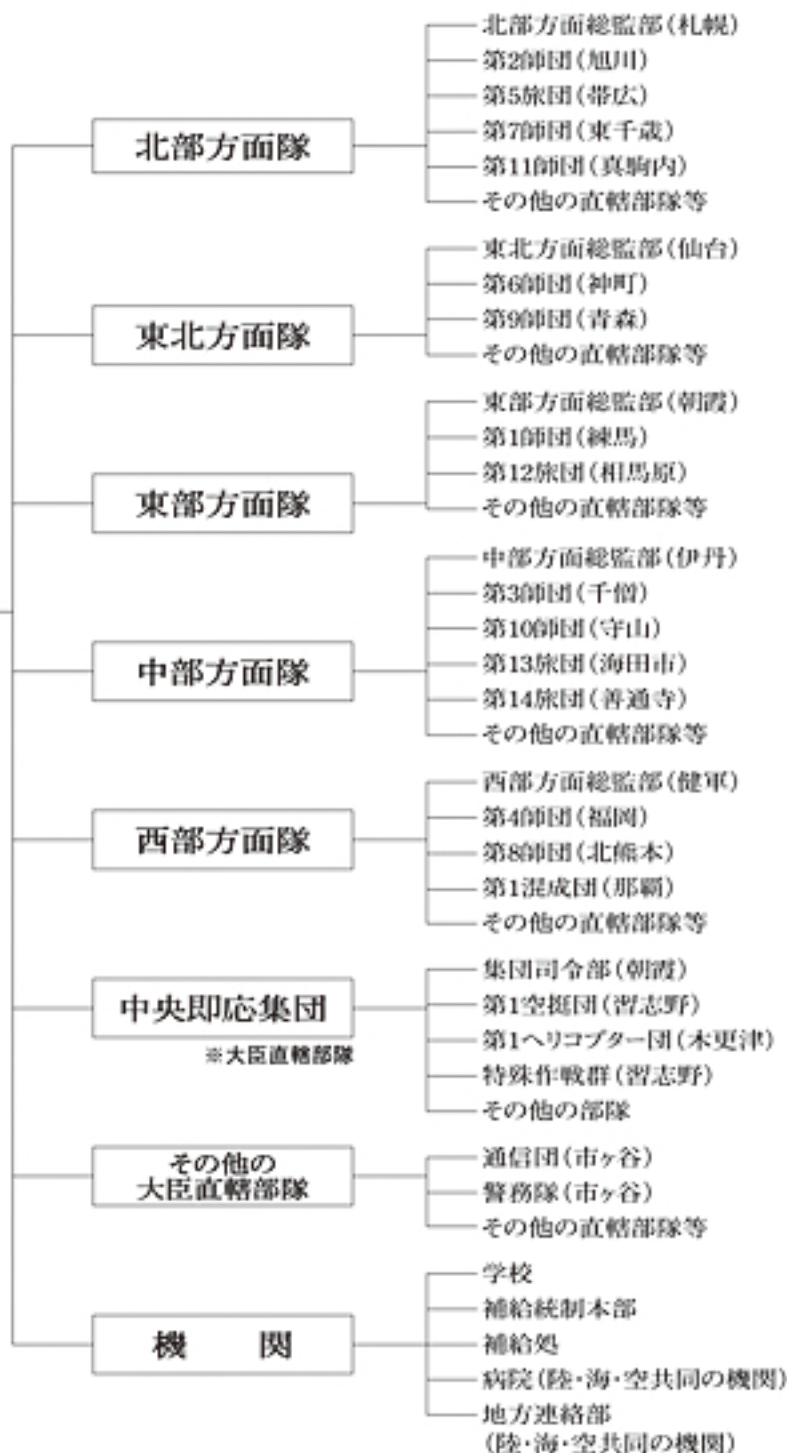 北部方面隊
北部方面総監部(札幌)
第2師団(旭川)
第5旅団(帯広)
第7師団(東千歳)
第11師団(真駒内)
その他の直轄部隊等
東北方面隊
東北方面総監部(仙台)
第6師団(神町)
第9師団(青森)
その他の直轄部隊等
東部方面隊
東部方面総監部(朝霞)
第1師団(練馬)
第12旅団(相馬原)
その他の直轄部隊等
中部方面隊
中部方面総監部(伊丹)
第3師団(千僧)
第10師団(守山)
第13旅団(海田市)
第14旅団(善通寺)
その他の直轄部隊等
西部方面隊
西部方面総監部(健軍)
第4師団(福岡)
第8師団(北熊本)
第1混成団(那覇)
その他の直轄部隊等
中央即応集団
※大臣直轄部隊
集団司令部(朝霞)
第1空挺団(習志野)
第1ヘリコプター団(木更津)
特殊作戦群(習志野)
その他の部隊
その他の
大臣直轄部隊
通信団(市ヶ谷)
警務隊(市ヶ谷)
その他の直轄部隊等
機 関
学校
補給統制本部
補給処
病院(陸・海・空共同の機関)
地方連絡部
(陸・海・空共同の機関)